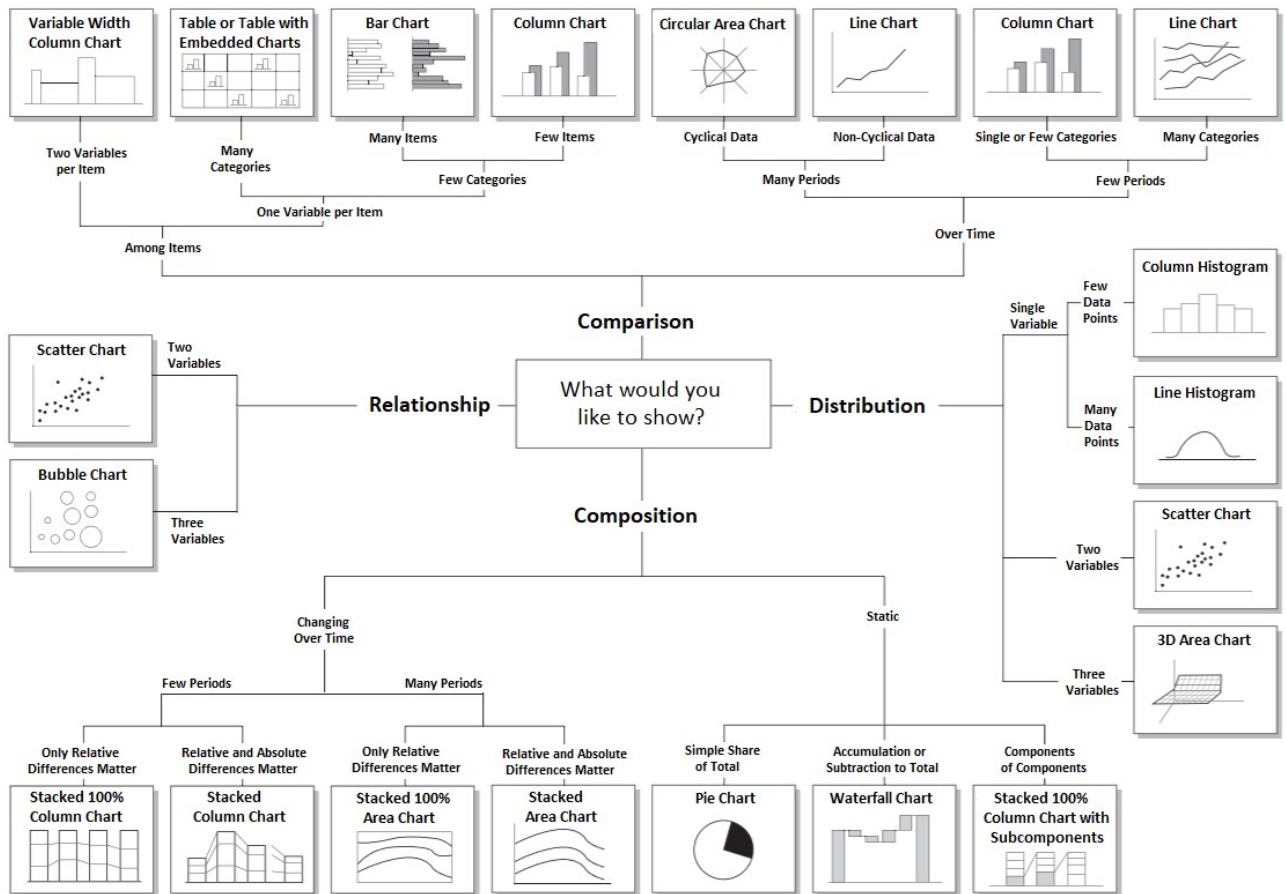 Variable Width
Column Chart
Table or Table with
Embedded Charts
Bar Chart
Column Chart
Circular Area Chart
Line Chart
Column Chart
Line Chart
Two Variables
per Item
Many
Categories
Many Items
Few Items
Cyclical Data
Non-Cyclical Data
Single or Few Categories
Many Categories
Few Categories
Many Periods
Few Periods
One Variable per Item
Among Items
Over Time
Comparison
Scatter Chart
Two
Variables
Relationship
Bubble Chart
Three
Variables
What would you
like to show?
Distribution
Single
Variable
Few
Data
Points
Column Histogram
Many
Data
Points
Line Histogram
Two
Variables
Scatter Chart
Three
Variables
3D Area Chart
Composition
Changing
Over Time
Static
Few Periods
Many Periods
Only Relative
Differences Matter
Relative and Absolute
Differences Matter
Only Relative
Differences Matter
Relative and Absolute
Differences Matter
Simple Share
of Total
Accumulation or
Subtraction to Total
Components
of Components
Stacked 100%
Column Chart
Stacked
Column Chart
Stacked 100%
Area Chart
Stacked
Area Chart
Pie Chart
Waterfall Chart
Stacked 100%
Column Chart with
Subcomponents